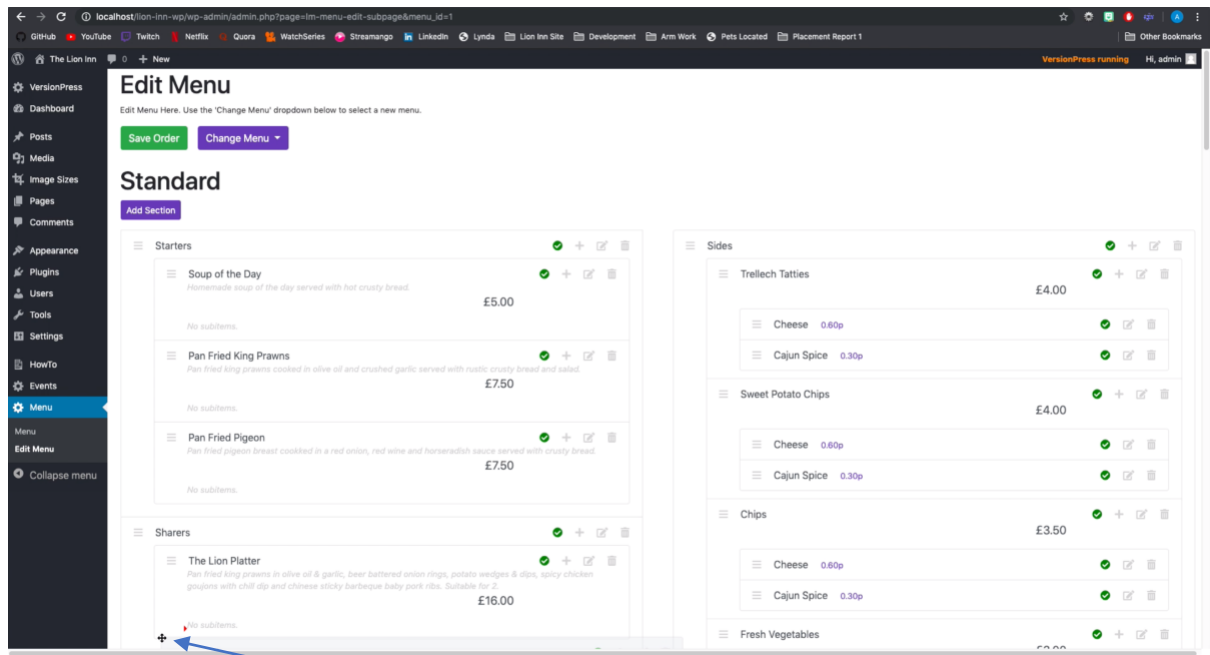 localhost/lion-inn-wp/wp-admin/admin.php?page=lm-menu-edit-subpage&menu_id=1
GitHub YouTube Twitch Netflix Quora WatchSeries Streamango LinkedIn Lynda Lion Inn Site Development Arm Work Pets Located Placement Report 1 Other Bookmarks
The Lion Inn 0 + New VersionPress running Hi, admin
VersionPress
Dashboard
Posts
Media
Image Sizes
Pages
Comments
Appearance
Plugins
Users
Tools
Settings
HowTo
Events
Menu
Menu
Edit Menu
Collapse menu
Edit Menu
Edit Menu Here. Use the 'Change Menu' dropdown below to select a new menu.
Save Order Change Menu
Standard
Add Section
Starters
Soup of the Day
Homemade soup of the day served with hot crusty bread.
£5.00
No subitems.
Pan Fried King Prawns
Pan fried king prawns cooked in olive oil and crushed garlic served with rustic crusty bread and salad.
£7.50
No subitems.
Pan Fried Pigeon
Pan fried pigeon breast cookked in a red onion, red wine and horseradish sauce served with crusty bread.
£7.50
No subitems.
Sharers
The Lion Platter
Pan fried king prawns in olive oil & garlic, beer battered onion rings, potato wedges & dips, spicy chicken
goujons with chill dip and chinese sticky barbeque baby pork ribs. Suitable for 2.
£16.00
No subitems.
Sides
Trellech Tatties
£4.00
Cheese 0.60p
Cajun Spice 0.30p
Sweet Potato Chips
£4.00
Cheese 0.60p
Cajun Spice 0.30p
Chips
£3.50
Cheese 0.60p
Cajun Spice 0.30p
Fresh Vegetables